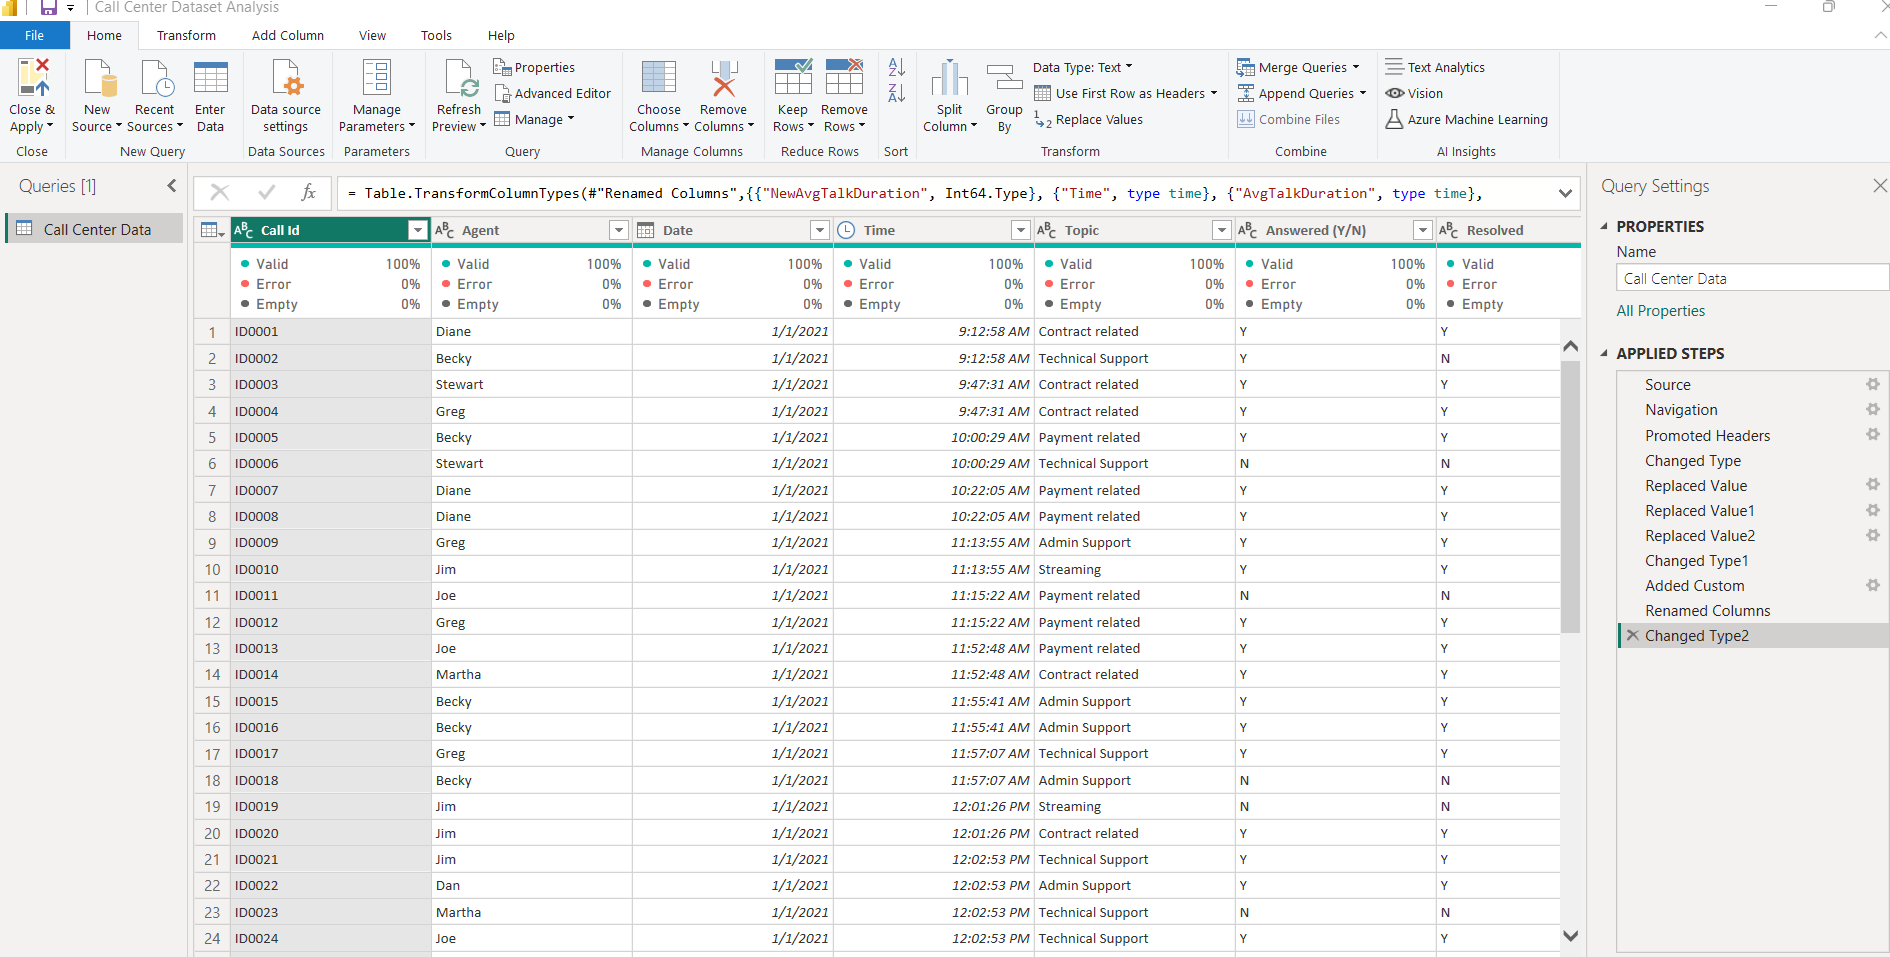 Call Center Dataset Analysis
File Home Transform Add Column View Tools Help
Close & Apply
New Source
Recent Sources
Enter Data
Data source settings
Manage Parameters
Refresh Preview
Properties
Advanced Editor
Manage
Choose Columns
Remove Columns
Keep Rows
Remove Rows
Split Column
Group By
Data Type: Text
Use First Row as Headers
Replace Values
Merge Queries
Append Queries
Combine Files
Text Analytics
Vision
Azure Machine Learning
Close New Query Data Sources Parameters Query Manage Columns Reduce Rows Sort Transform Combine AI Insights
Queries [1]
Call Center Data
fx = Table.TransformColumnTypes(#"Renamed Columns",{{"NewAvgTalkDuration", Int64.Type}, {"Time", type time}, {"AvgTalkDuration", type time},
ABC Call Id ABC Agent Date Time ABC Topic ABC Answered (Y/N) ABC Resolved
Valid 100% Valid 100% Valid 100% Valid 100% Valid 100% Valid 100% Valid
Error 0% Error 0% Error 0% Error 0% Error 0% Error 0% Error
Empty 0% Empty 0% Empty 0% Empty 0% Empty 0% Empty 0% Empty
1 ID0001 Diane 1/1/2021 9:12:58 AM Contract related Y Y
2 ID0002 Becky 1/1/2021 9:12:58 AM Technical Support Y N
3 ID0003 Stewart 1/1/2021 9:47:31 AM Contract related Y Y
4 ID0004 Greg 1/1/2021 9:47:31 AM Contract related Y Y
5 ID0005 Becky 1/1/2021 10:00:29 AM Payment related Y Y
6 ID0006 Stewart 1/1/2021 10:00:29 AM Technical Support N N
7 ID0007 Diane 1/1/2021 10:22:05 AM Payment related Y Y
8 ID0008 Diane 1/1/2021 10:22:05 AM Payment related Y Y
9 ID0009 Greg 1/1/2021 11:13:55 AM Admin Support Y Y
10 ID0010 Jim 1/1/2021 11:13:55 AM Streaming Y Y
11 ID0011 Joe 1/1/2021 11:15:22 AM Payment related N N
12 ID0012 Greg 1/1/2021 11:15:22 AM Payment related Y Y
13 ID0013 Joe 1/1/2021 11:52:48 AM Payment related Y Y
14 ID0014 Martha 1/1/2021 11:52:48 AM Contract related Y Y
15 ID0015 Becky 1/1/2021 11:55:41 AM Admin Support Y Y
16 ID0016 Becky 1/1/2021 11:55:41 AM Admin Support Y Y
17 ID0017 Greg 1/1/2021 11:57:07 AM Technical Support Y Y
18 ID0018 Becky 1/1/2021 11:57:07 AM Admin Support N N
19 ID0019 Jim 1/1/2021 12:01:26 PM Streaming N N
20 ID0020 Jim 1/1/2021 12:01:26 PM Contract related Y Y
21 ID0021 Jim 1/1/2021 12:02:53 PM Technical Support Y Y
22 ID0022 Dan 1/1/2021 12:02:53 PM Admin Support Y Y
23 ID0023 Martha 1/1/2021 12:02:53 PM Technical Support N N
24 ID0024 Joe 1/1/2021 12:02:53 PM Technical Support Y Y
Query Settings
PROPERTIES
Name
Call Center Data
All Properties
APPLIED STEPS
Source
Navigation
Promoted Headers
Changed Type
Replaced Value
Replaced Value1
Replaced Value2
Changed Type1
Added Custom
Renamed Columns
Changed Type2